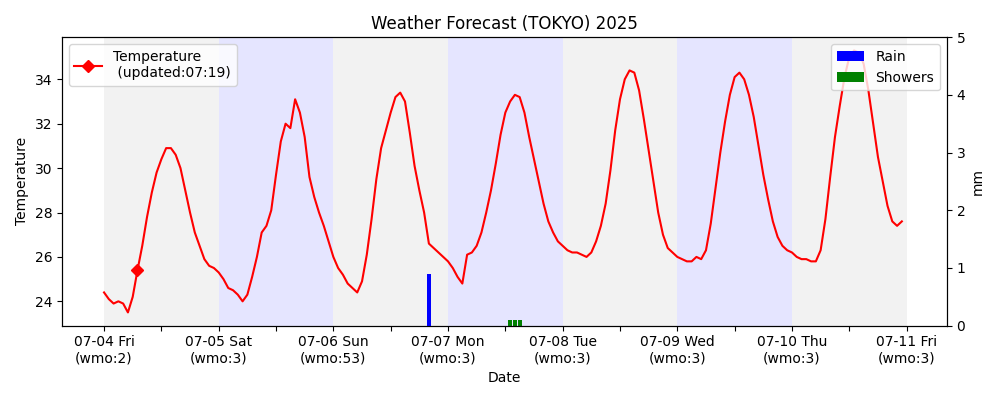 Weather Forecast (TOKYO) 2025
Temperature
(updated:07:19)
Rain
Showers
Temperature
34
32
30
28
26
24
5
4
3
2
1
0
mm
07-04 Fri
(wmo:2)
07-05 Sat
(wmo:3)
07-06 Sun
(wmo:53)
07-07 Mon
(wmo:3)
07-08 Tue
(wmo:3)
07-09 Wed
(wmo:3)
07-10 Thu
(wmo:3)
07-11 Fri
(wmo:3)
Date